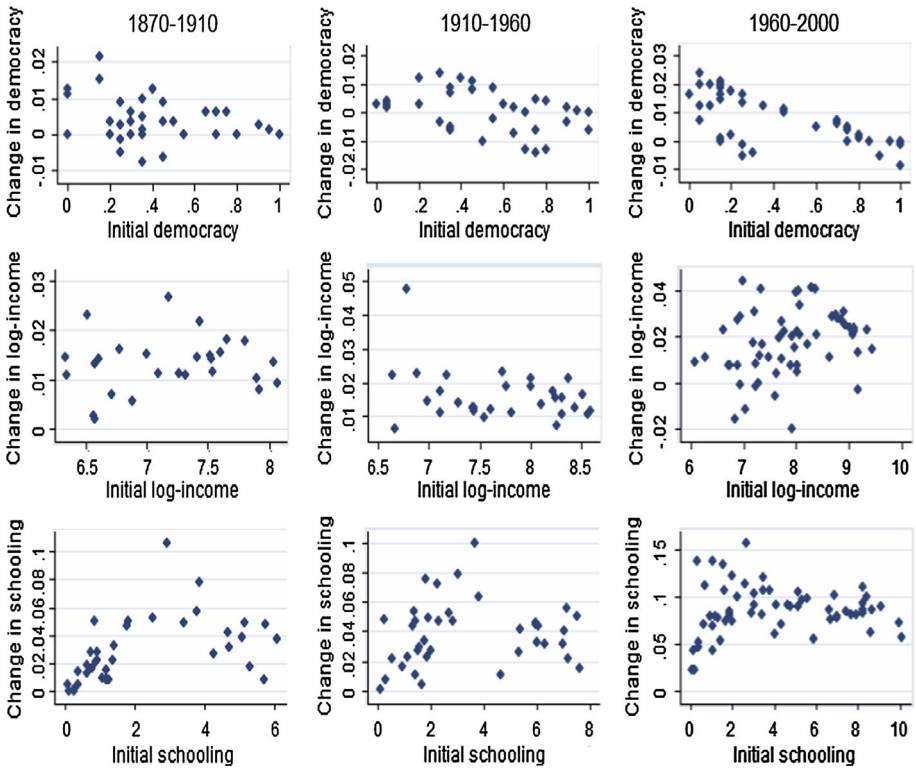 1870-1910
1910-1960
1960-2000
Change in democracy
.02
.01
0
-.01
0 .2 .4 .6 .8 1
Initial democracy
Change in democracy
.02
.01
0
-.01
-.02
0 0.2 0.4 0.6 0.8 1
Initial democracy
Change in democracy
.03
.02
.01
0
-.01
0 .2 .4 .6 .8 1
Initial democracy
Change in log-income
.03
.02
.01
0
6.5 7 7.5 8
Initial log-income
Change in log-income
.05
.04
.03
.02
.01
6.5 7 7.5 8 8.5
Initial log-income
Change in log-income
.04
.02
0
-.02
6 7 8 9 10
Initial log-income
Change in schooling
.1
.08
.06
.04
.02
0
0 2 4 6
Initial schooling
Change in schooling
.1
.08
.06
.04
.02
0
0 2 4 6 8
Initial schooling
Change in schooling
.15
.1
.05
0
0 2 4 6 8 10
Initial schooling